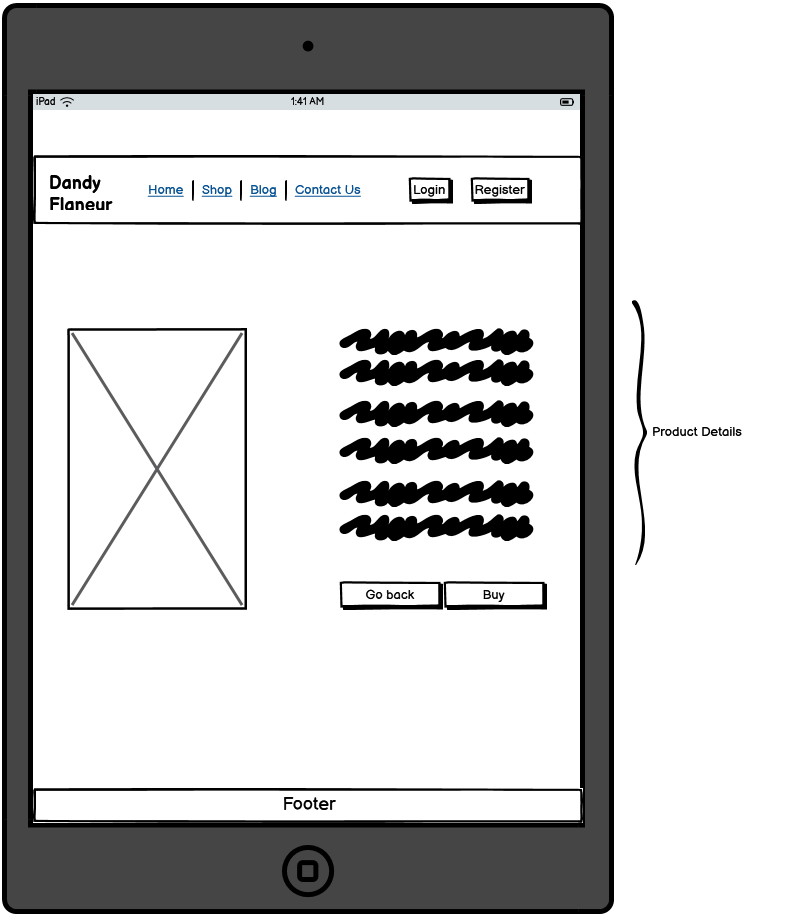 iPad 1:41 AM
Dandy
Flaneur
Home Shop Blog Contact Us Login Register
Product Details
Go back Buy
Footer